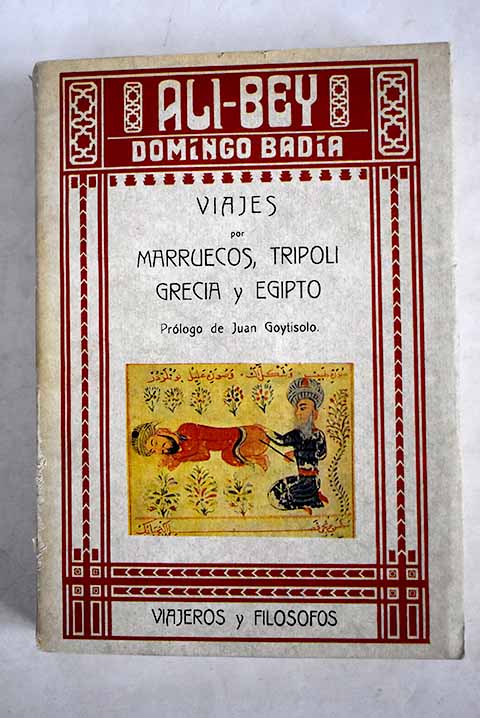 ALI-BEY
DOMINGO BADIA
VIAJES
por
MARRUECOS, TRIPOLI
GRECIA y EGIPTO
Prólogo de Juan Goytisolo.
VIAJEROS y FILOSOFOS